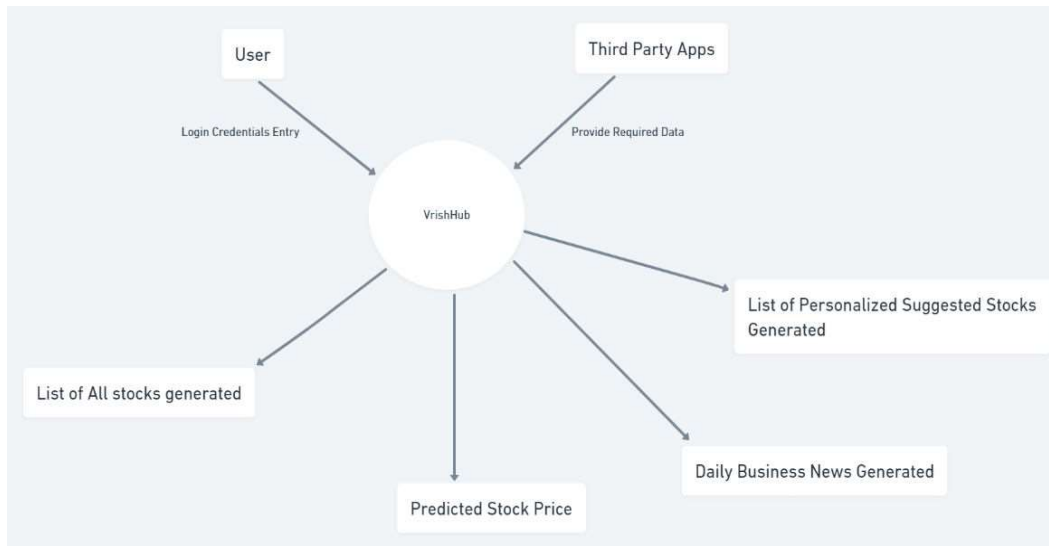 User
Third Party Apps
Login Credentials Entry
Provide Required Data
VrishHub
List of Personalized Suggested Stocks
Generated
List of All stocks generated
Daily Business News Generated
Predicted Stock Price